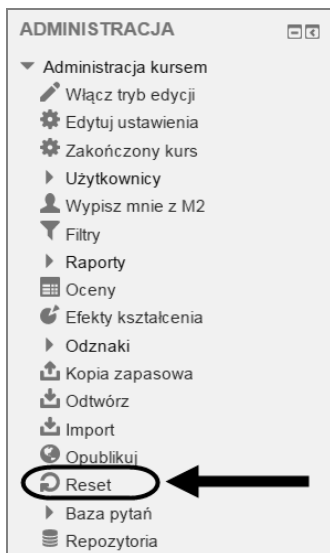 ADMINISTRACJA
Administracja kursem
Włącz tryb edycji
Edytuj ustawienia
Zakończony kurs
Użytkownicy
Wypisz mnie z M2
Filtry
Raporty
Oceny
Efekty kształcenia
Odznaki
Kopia zapasowa
Odtwórz
Import
Opublikuj
Reset
Baza pytań
Repozytoria